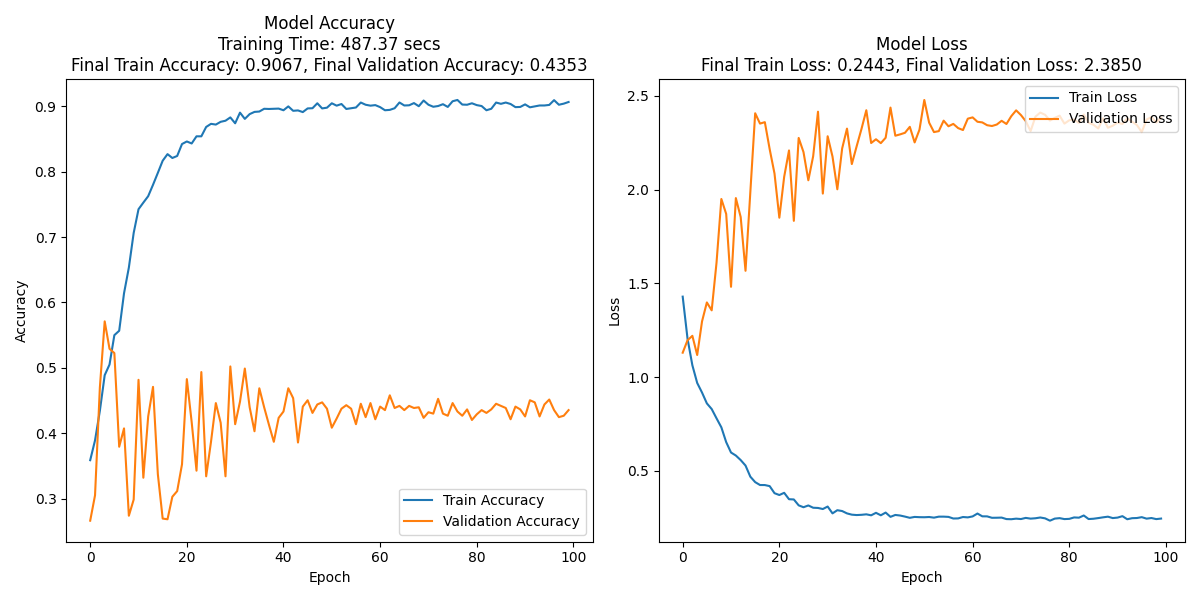 Model Accuracy
Training Time: 487.37 secs
Final Train Accuracy: 0.9067, Final Validation Accuracy: 0.4353
0.9
0.8
0.7
0.6
0.5
0.4
0.3
Accuracy
0
20
40
60
80
100
Epoch
Train Accuracy
Validation Accuracy
Model Loss
Final Train Loss: 0.2443, Final Validation Loss: 2.3850
2.5
2.0
1.5
1.0
0.5
Loss
0
20
40
60
80
100
Epoch
Train Loss
Validation Loss